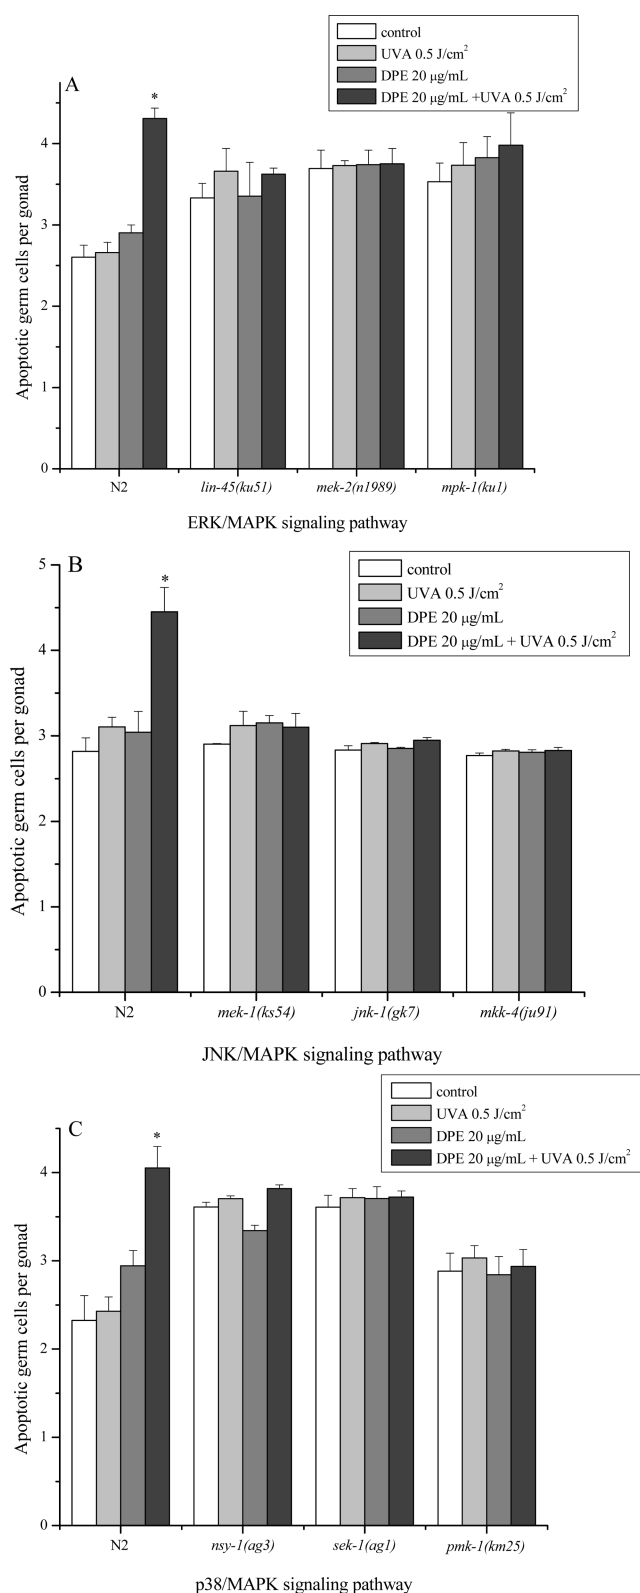 control
UVA 0.5 J/cm²
DPE 20 μg/mL
DPE 20 μg/mL +UVA 0.5 J/cm²
A
*
4
3
2
1
0
Apoptotic germ cells per gonad
N2 lin-45(ku51) mek-2(n1989) mpk-1(ku1)
ERK/MAPK signaling pathway
control
UVA 0.5 J/cm²
DPE 20 μg/mL
DPE 20 μg/mL + UVA 0.5 J/cm²
B
*
5
4
3
2
1
0
Apoptotic germ cells per gonad
N2 mek-1(ks54) jnk-1(gk7) mkk-4(ju91)
JNK/MAPK signaling pathway
control
UVA 0.5 J/cm²
DPE 20 μg/mL
DPE 20 μg/mL + UVA 0.5 J/cm²
C
*
4
3
2
1
0
Apoptotic germ cells per gonad
N2 nsy-1(ag3) sek-1(ag1) pmk-1(km25)
p38/MAPK signaling pathway